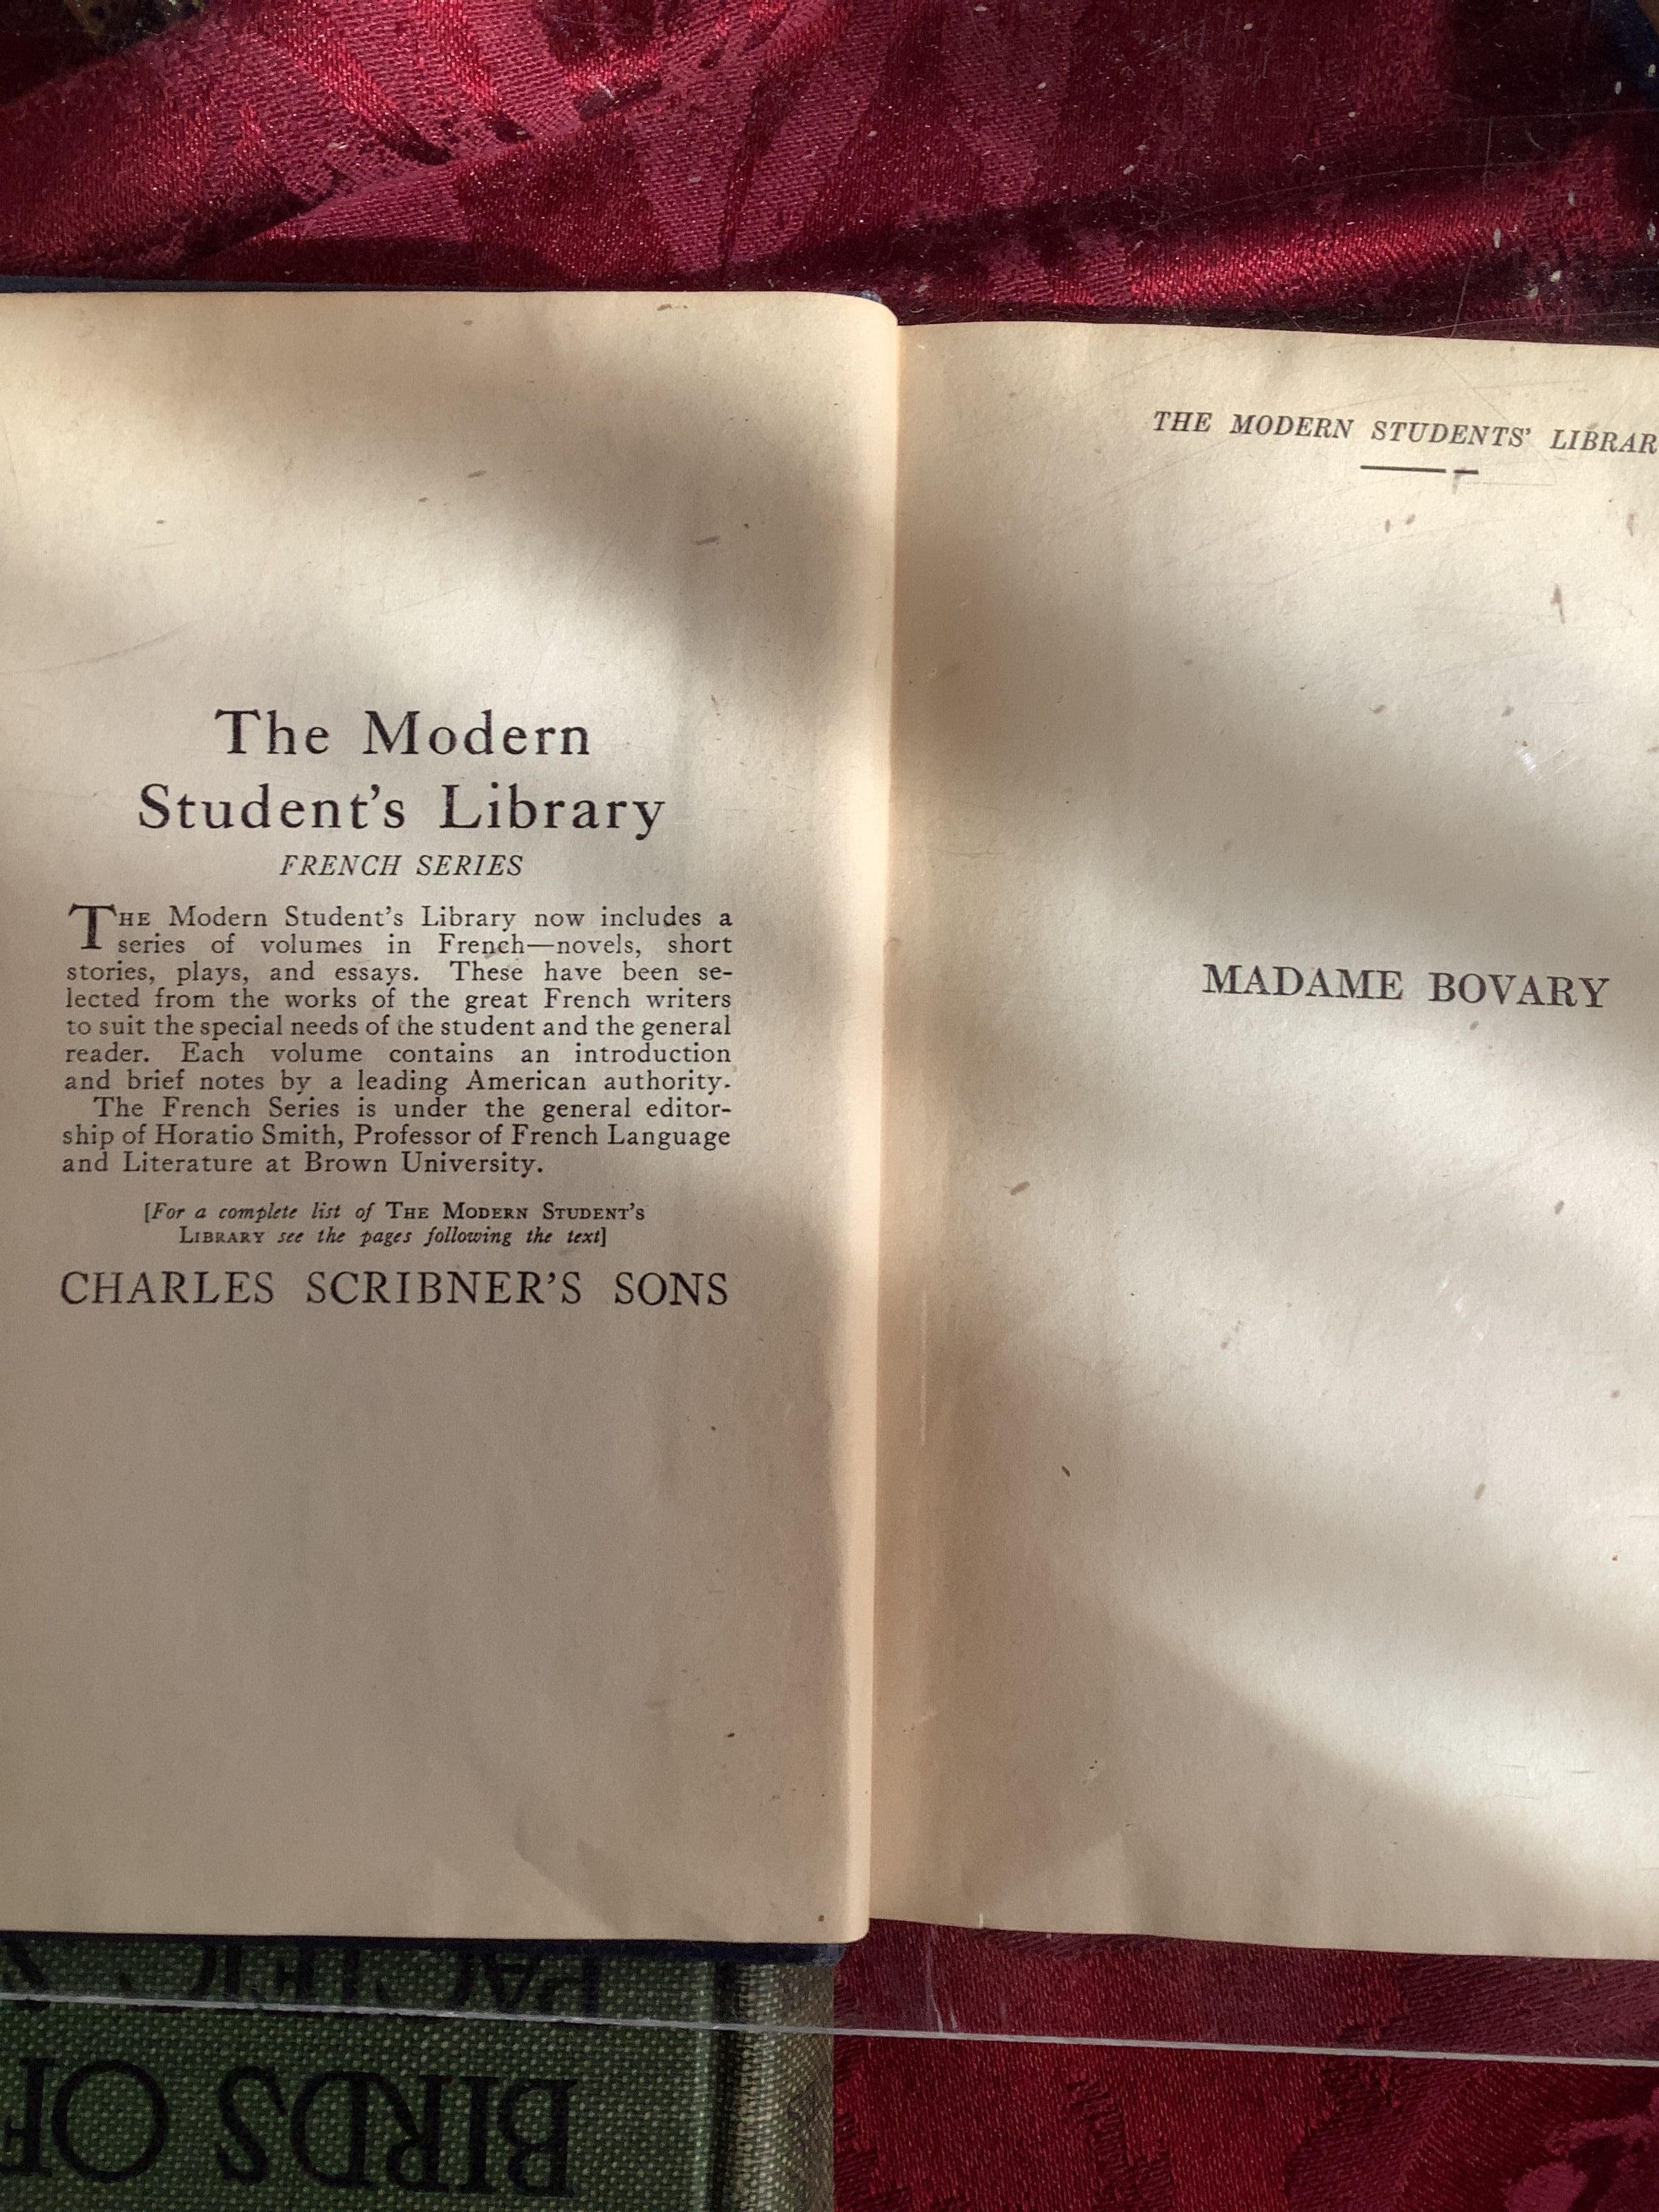 The Modern
Student's Library
FRENCH SERIES
THE Modern Student's Library now includes a
series of volumes in French—novels, short
stories, plays, and essays. These have been se-
lected from the works of the great French writers
to suit the special needs of the student and the general
reader. Each volume contains an introduction
and brief notes by a leading American authority.
The French Series is under the general editor-
ship of Horatio Smith, Professor of French Language
and Literature at Brown University.
[For a complete list of THE MODERN STUDENT'S
LIBRARY see the pages following the text]
CHARLES SCRIBNER'S SONS
THE MODERN STUDENTS' LIBRAR
MADAME BOVARY
BIRDS OF
PACIFIC